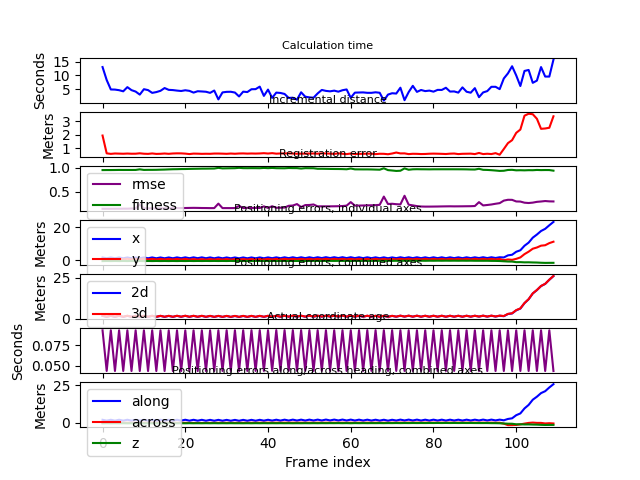 Calculation time
Seconds
15
10
5
Incremental distance
Meters
3
2
1
Registration error
1.0
0.5
rmse
fitness
Positioning errors, individual axes
Meters
20
0
x
y
Positioning errors, combined axes
Meters
25
0
2d
3d
Actual coordinate age
Seconds
0.075
0.050
Positioning errors along/across heading, combined axes
Meters
25
0
along
across
z
0 20 40 60 80 100
Frame index